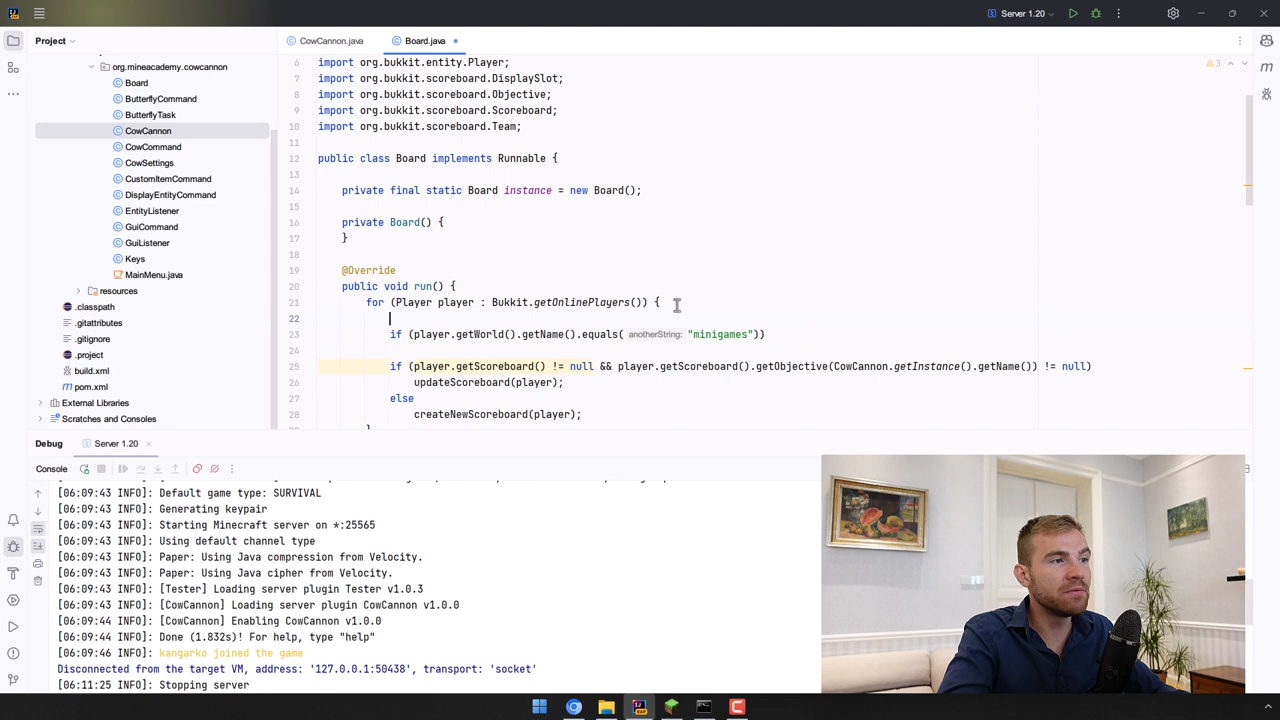 Server 1.20
Project
CowCannon.java
Board.java
org.mineacademy.cowcannon
Board
ButterflyCommand
ButterflyTask
CowCannon
CowCommand
CowSettings
CustomItemCommand
DisplayEntityCommand
EntityListener
GuiCommand
GuiListener
Keys
MainMenu.java
resources
.classpath
.gitattributes
.gitignore
.project
build.xml
pom.xml
External Libraries
Scratches and Consoles
3
6 import org.bukkit.entity.Player;
7 import org.bukkit.scoreboard.DisplaySlot;
8 import org.bukkit.scoreboard.Objective;
9 import org.bukkit.scoreboard.Scoreboard;
10 import org.bukkit.scoreboard.Team;
11
12 public class Board implements Runnable {
13
14 private final static Board instance = new Board();
15
16 private Board() {
17 }
18
19 @Override
20 public void run() {
21 for (Player player : Bukkit.getOnlinePlayers()) {
22
23 if (player.getWorld().getName().equals( anotherString: "minigames"))
24
25 if (player.getScoreboard() != null && player.getScoreboard().getObjective(CowCannon.getInstance().getName()) != null)
26 updateScoreboard(player);
27 else
28 createNewScoreboard(player);
}
Debug
Server 1.20
Console
[06:09:43 INFO]: Default game type: SURVIVAL
[06:09:43 INFO]: Generating keypair
[06:09:43 INFO]: Starting Minecraft server on *:25565
[06:09:43 INFO]: Using default channel type
[06:09:43 INFO]: Paper: Using Java compression from Velocity.
[06:09:43 INFO]: Paper: Using Java cipher from Velocity.
[06:09:43 INFO]: [Tester] Loading server plugin Tester v1.0.3
[06:09:44 INFO]: [CowCannon] Loading server plugin CowCannon v1.0.0
[06:09:44 INFO]: [CowCannon] Enabling CowCannon v1.0.0
[06:09:44 INFO]: Done (1.832s)! For help, type "help"
[06:09:46 INFO]: kangarko joined the game
Disconnected from the target VM, address: '127.0.0.1:50438', transport: 'socket'
[06:11:25 INFO]: Stopping server